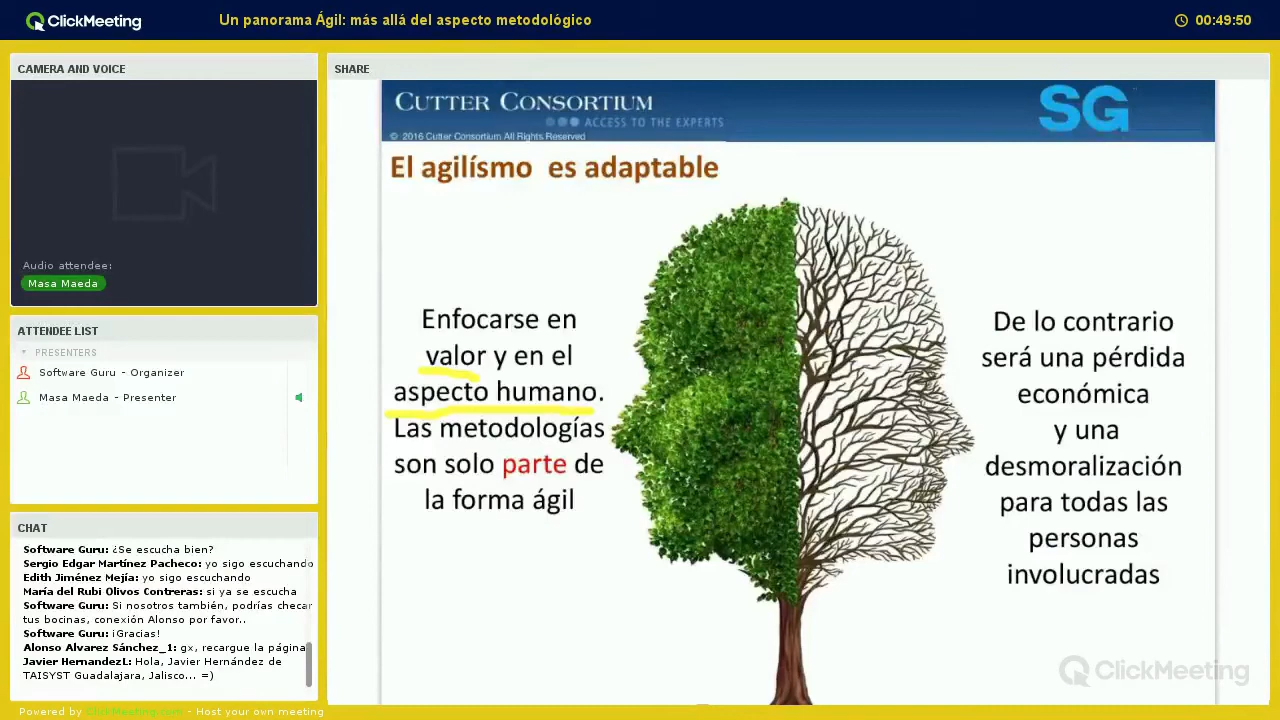 ClickMeeting
Un panorama Ágil: más allá del aspecto metodológico
00:49:50
CAMERA AND VOICE
Audio attendee:
Masa Maeda
ATTENDEE LIST
PRESENTERS
Software Guru - Organizer
Masa Maeda - Presenter
CHAT
Software Guru: ¿Se escucha bien?
Sergio Edgar Martínez Pacheco: yo sigo escuchando
Edith Jiménez Mejía: yo sigo escuchando
María del Rubi Olivos Contreras: si ya se escucha
Software Guru: Si nosotros también, podrías checar
tus bocinas, conexión Alonso por favor..
Software Guru: ¡Gracias!
Alonso Alvarez Sánchez_1: gx, recargue la página
Javier HernandezL: Hola, Javier Hernández de
TAISYST Guadalajara, Jalisco... =)
Powered by ClickMeeting.com - Host your own meeting
SHARE
CUTTER CONSORTIUM
ACCESS TO THE EXPERTS
© 2016 Cutter Consortium All Rights Reserved
SG
El agilísmo es adaptable
Enfocarse en
valor y en el
aspecto humano.
Las metodologías
son solo parte de
la forma ágil
De lo contrario
será una pérdida
económica
y una
desmoralización
para todas las
personas
involucradas
ClickMeeting